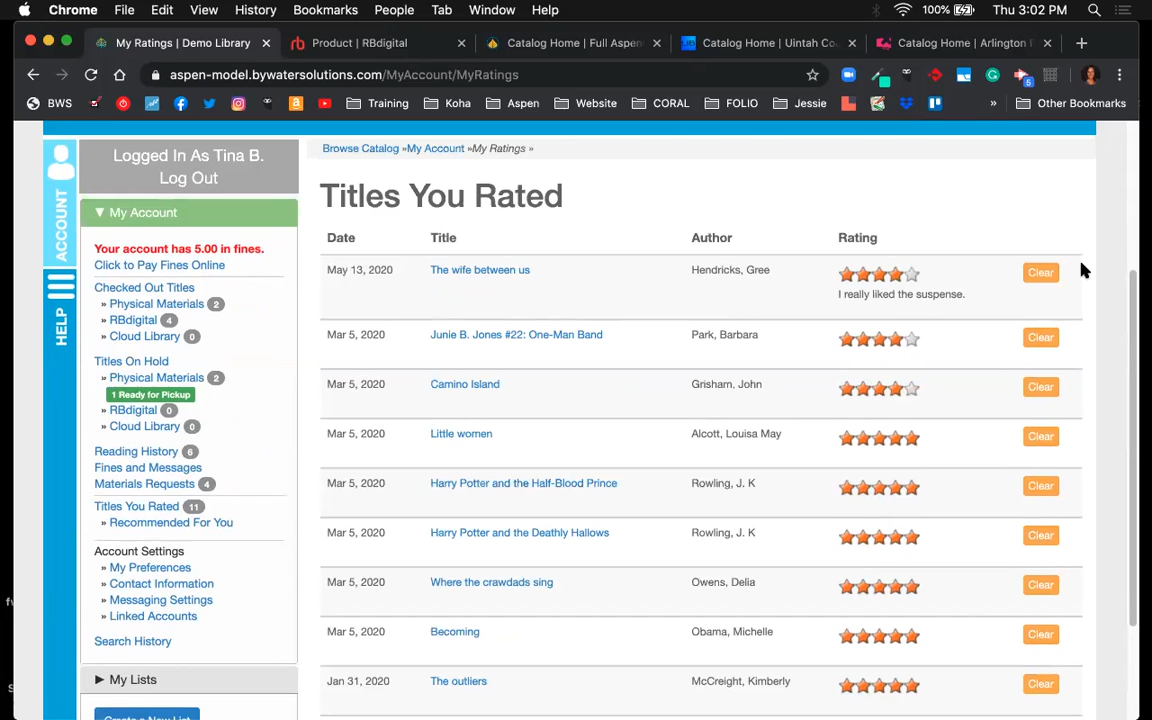 Chrome File Edit View History Bookmarks People Tab Window Help 100% Thu 3:02 PM
My Ratings | Demo Library Product | RBdigital Catalog Home | Full Aspen Catalog Home | Uintah Co Catalog Home | Arlington
aspen-model.bywatersolutions.com/MyAccount/MyRatings
BWS Training Koha Aspen Website CORAL FOLIO Jessie » Other Bookmarks
5
ACCOUNT
HELP
Logged In As Tina B.
Log Out
▼ My Account
Your account has 5.00 in fines.
Click to Pay Fines Online
Checked Out Titles
» Physical Materials 2
» RBdigital 4
» Cloud Library 0
Titles On Hold
» Physical Materials 2
1 Ready for Pickup
» RBdigital 0
» Cloud Library 0
Reading History 6
Fines and Messages
Materials Requests 4
Titles You Rated 11
» Recommended For You
Account Settings
» My Preferences
» Contact Information
» Messaging Settings
» Linked Accounts
Search History
► My Lists
Create a New List
Browse Catalog »My Account »My Ratings »
Titles You Rated
Date Title Author Rating
May 13, 2020 The wife between us Hendricks, Gree Clear
I really liked the suspense.
Mar 5, 2020 Junie B. Jones #22: One-Man Band Park, Barbara Clear
Mar 5, 2020 Camino Island Grisham, John Clear
Mar 5, 2020 Little women Alcott, Louisa May Clear
Mar 5, 2020 Harry Potter and the Half-Blood Prince Rowling, J. K Clear
Mar 5, 2020 Harry Potter and the Deathly Hallows Rowling, J. K Clear
Mar 5, 2020 Where the crawdads sing Owens, Delia Clear
Mar 5, 2020 Becoming Obama, Michelle Clear
Jan 31, 2020 The outliers McCreight, Kimberly Clear